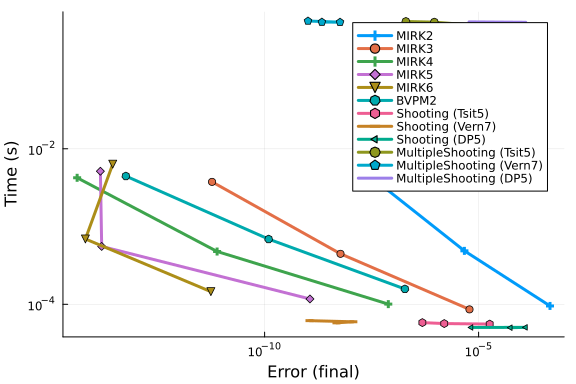 MIRK2
MIRK3
MIRK4
MIRK5
MIRK6
BVPM2
Shooting (Tsit5)
Shooting (Vern7)
Shooting (DP5)
MultipleShooting (Tsit5)
MultipleShooting (Vern7)
MultipleShooting (DP5)
Time (s)
10⁻²
10⁻⁴
10⁻¹⁰
10⁻⁵
Error (final)